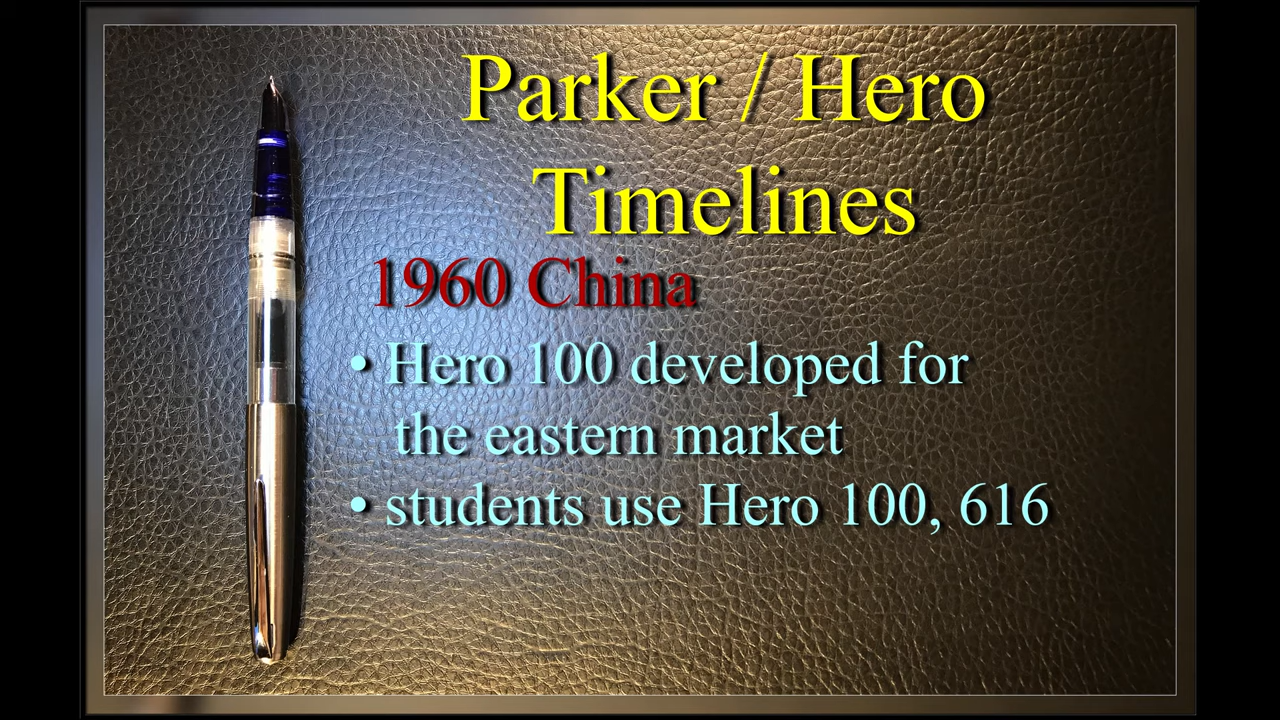 Parker / Hero
Timelines
1960 China
• Hero 100 developed for
the eastern market
• students use Hero 100, 616